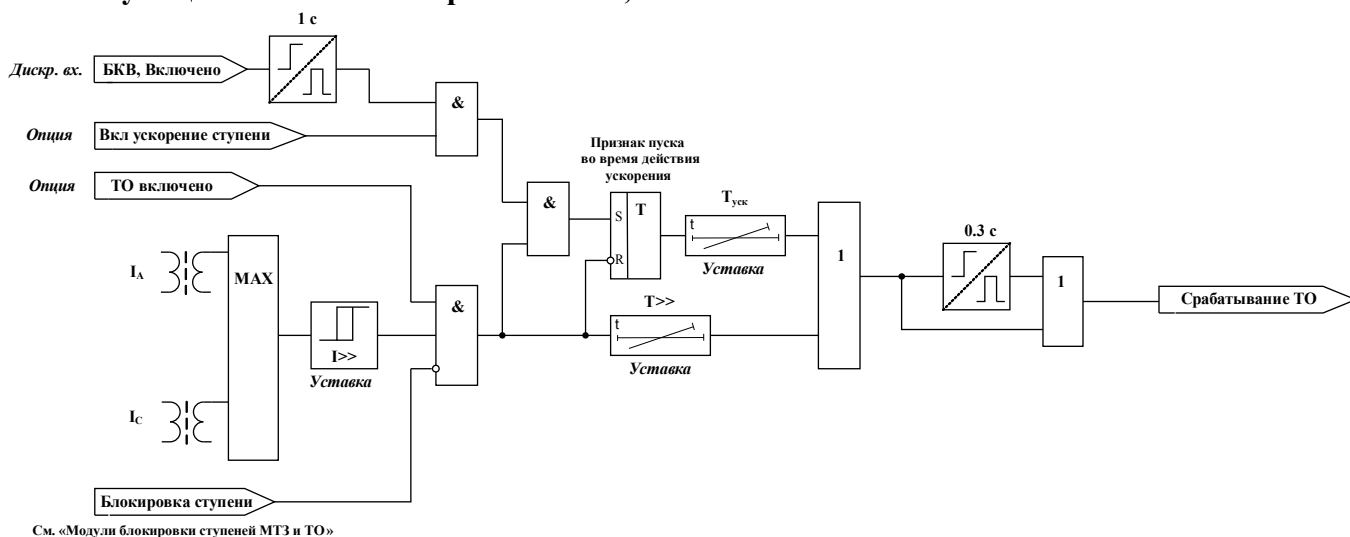 1 с
Дискр. вх.
БКВ, Включено
&
Опция
Вкл ускорение ступени
Признак пуска
во время действия
ускорения
Опция
ТО включено
&
S
T
R
Tуск
t
Уставка
1
0.3 с
1
Срабатывание ТО
IA
MAX
I>>
Уставка
&
T>>
t
Уставка
IC
Блокировка ступени
См. «Модули блокировки ступеней МТЗ и ТО»